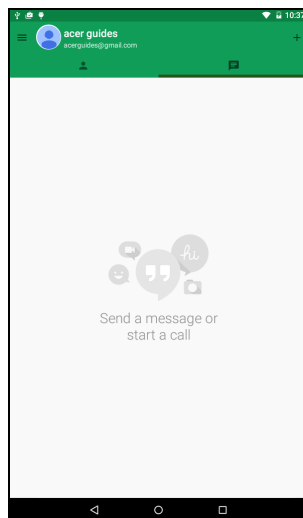 10:37
acer guides
acerguides@gmail.com
hi
Send a message or
start a call